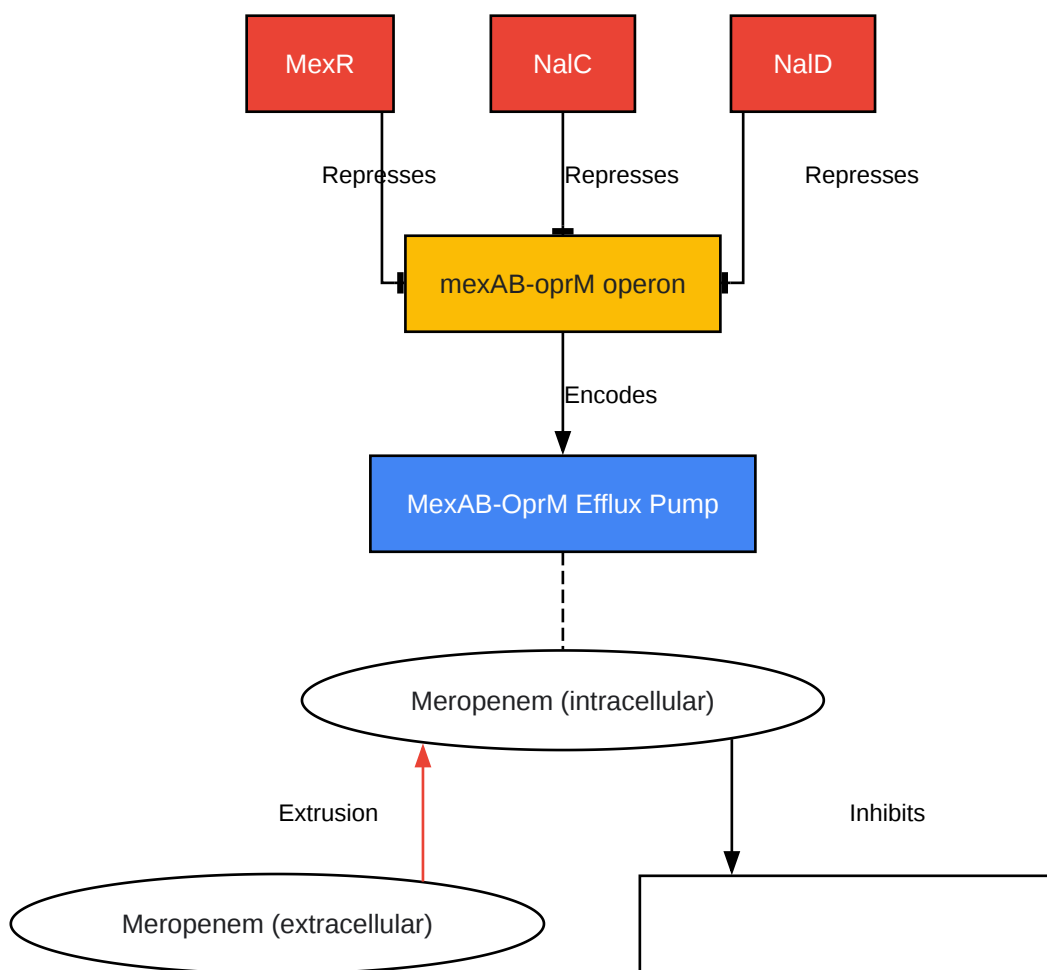 MexR
NalC
NalD
Represses
Represses
Represses
mexAB-oprM operon
Encodes
MexAB-OprM Efflux Pump
Meropenem (intracellular)
Extrusion
Inhibits
Meropenem (extracellular)